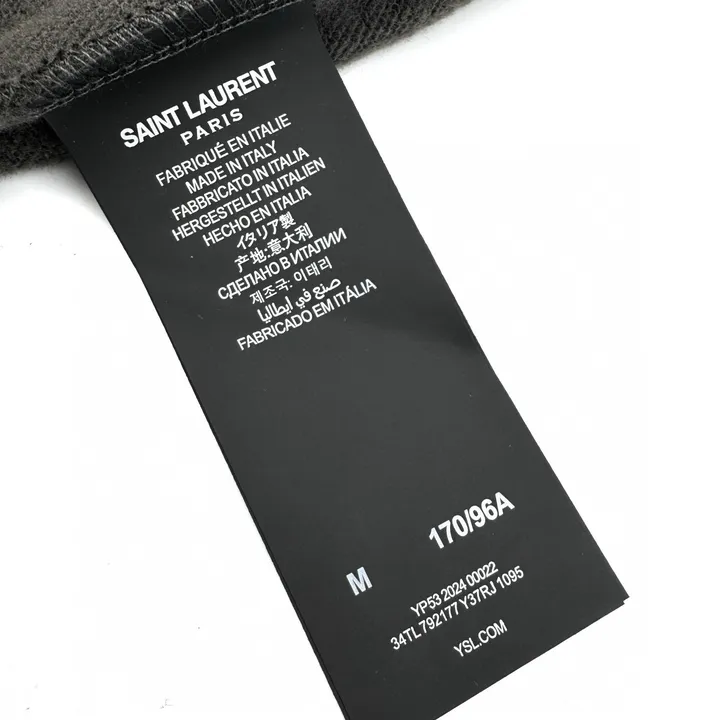 SAINT LAURENT
PARIS
FABRIQUÉ EN ITALIE
MADE IN ITALY
FABBRICATO IN ITALIA
HERGESTELLT IN ITALIEN
HECHO EN ITALIA
イタリア製
产地:意大利
СДЕЛАНО В ИТАЛИИ
제조국: 이태리
صنع في ايطاليا
FABRICADO EM ITÁLIA
170/96A
M
YP53 2024 00022
34TL 792177 Y37RJ 1095
YSL.COM